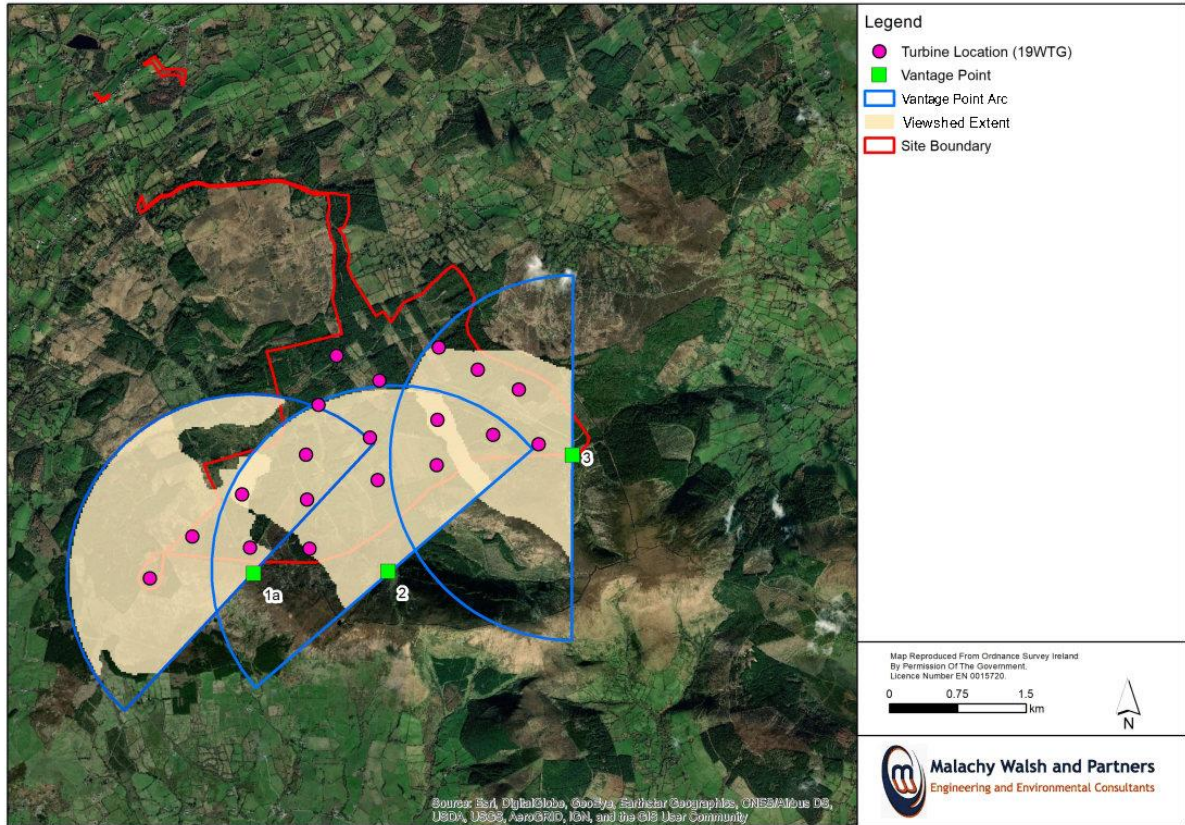 Legend
Turbine Location (19WTG)
Vantage Point
Vantage Point Arc
Viewshed Extent
Site Boundary
1a
2
3
Source: Esri, DigitalGlobe, GeoEye, Earthstar Geographics, CNES/Airbus DS,
USDA, USGS, AeroGRID, IGN, and the GIS User Community
Map Reproduced From Ordnance Survey Ireland
By Permission Of The Government.
Licence Number EN 0015720.
0 0.75 1.5
km
N
Malachy Walsh and Partners
Engineering and Environmental Consultants